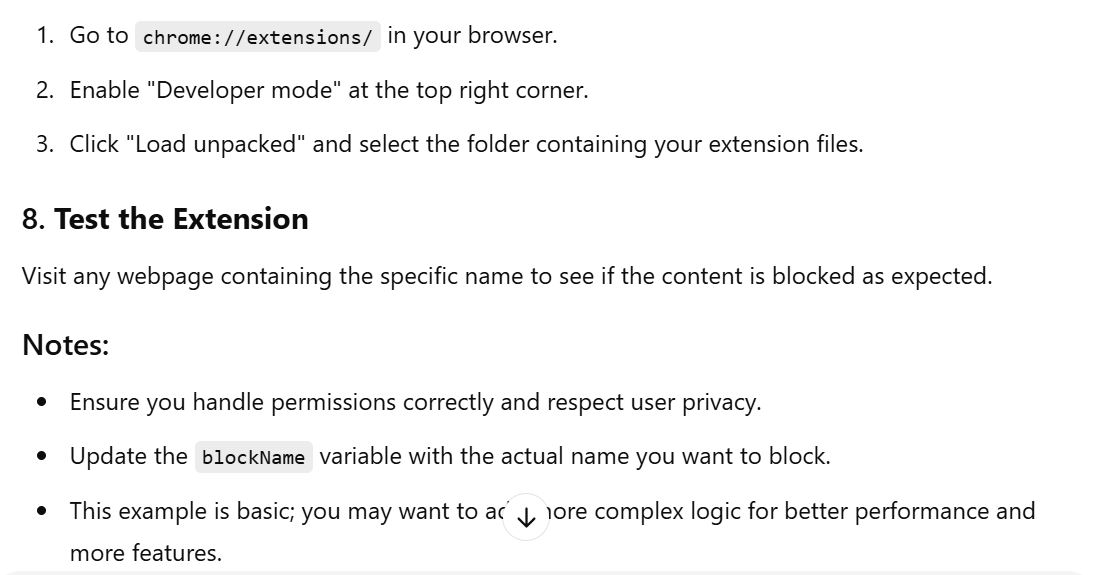 1. Go to chrome://extensions/ in your browser.
2. Enable "Developer mode" at the top right corner.
3. Click "Load unpacked" and select the folder containing your extension files.
8. Test the Extension
Visit any webpage containing the specific name to see if the content is blocked as expected.
Notes:
• Ensure you handle permissions correctly and respect user privacy.
• Update the blockName variable with the actual name you want to block.
• This example is basic; you may want to complex logic for better performance and
more features.